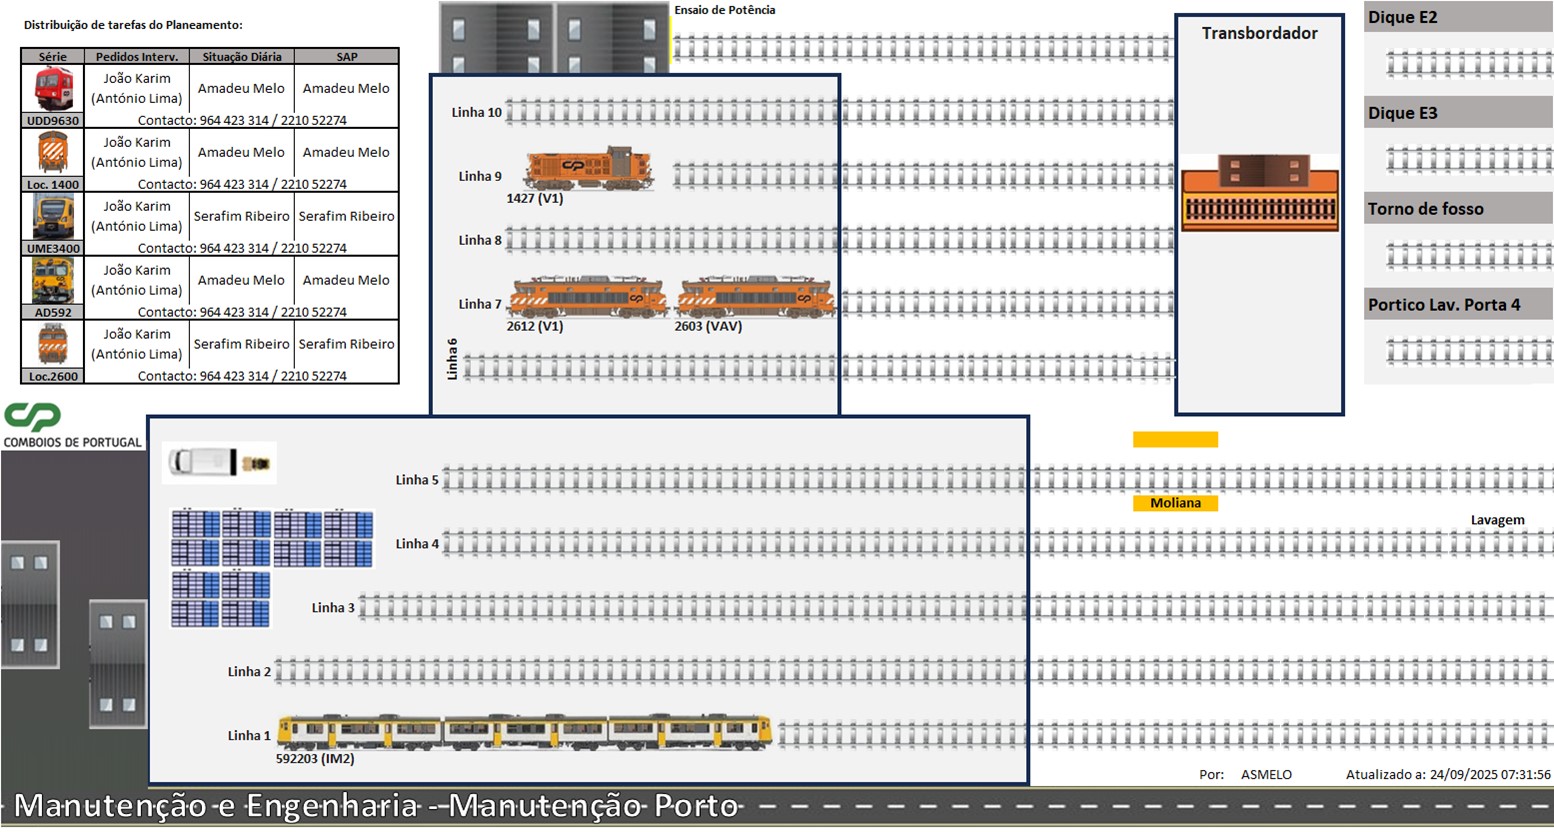 Distribuição de tarefas do Planeamento:
Série Pedidos Interv. Situação Diária SAP
UDD9630 João Karim (António Lima) Amadeu Melo Amadeu Melo
Contacto: 964 423 314 / 2210 52274
Loc. 1400 João Karim (António Lima) Amadeu Melo Amadeu Melo
Contacto: 964 423 314 / 2210 52274
UME3400 João Karim (António Lima) Serafim Ribeiro Serafim Ribeiro
Contacto: 964 423 314 / 2210 52274
AD592 João Karim (António Lima) Amadeu Melo Amadeu Melo
Contacto: 964 423 314 / 2210 52274
Loc.2600 João Karim (António Lima) Serafim Ribeiro Serafim Ribeiro
Contacto: 964 423 314 / 2210 52274
CP
COMBOIOS DE PORTUGAL
Ensaio de Potência
Linha 10
Linha 9
CP
1427 (V1)
Linha 8
Linha 7
CP
2612 (V1)
2603 (VAV)
Linha 6
Transbordador
Dique E2
Dique E3
Torno de fosso
Portico Lav. Porta 4
Linha 5
Moliana
Lavagem
Linha 4
Linha 3
Linha 2
Linha 1
592203 (IM2)
Por: ASMELO Atualizado a: 24/09/2025 07:31:56
Manutenção e Engenharia - Manutenção Porto